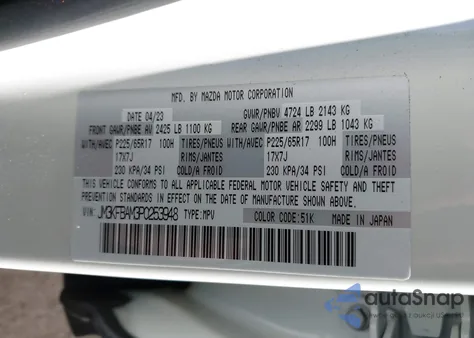 MFD. BY MAZDA MOTOR CORPORATION
DATE 04/23 GVWR/PNBV 4724 LB 2143 KG
FRONT GAWR/PNBE AV 2425 LB 1100 KG REAR GAWR/PNBE AR 2299 LB 1043 KG
WITH/AVEC P225/65R17 100H TIRES/PNEUS WITH/AVEC P225/65R17 100H TIRES/PNEUS
17X7J RIMS/JANTES 17X7J RIMS/JANTES
230 KPA/34 PSI COLD/A FROID 230 KPA/34 PSI COLD/A FROID
THIS VEHICLE CONFORMS TO ALL APPLICABLE FEDERAL MOTOR VEHICLE SAFETY AND
THEFT PREVENTION STANDARDS IN EFFECT ON THE DATE OF MANUFACTURE SHOWN ABOVE.
VIN: JM3KFBAM3P0253948 TYPE:MPV COLOR CODE:51K MADE IN JAPAN
autoSnap